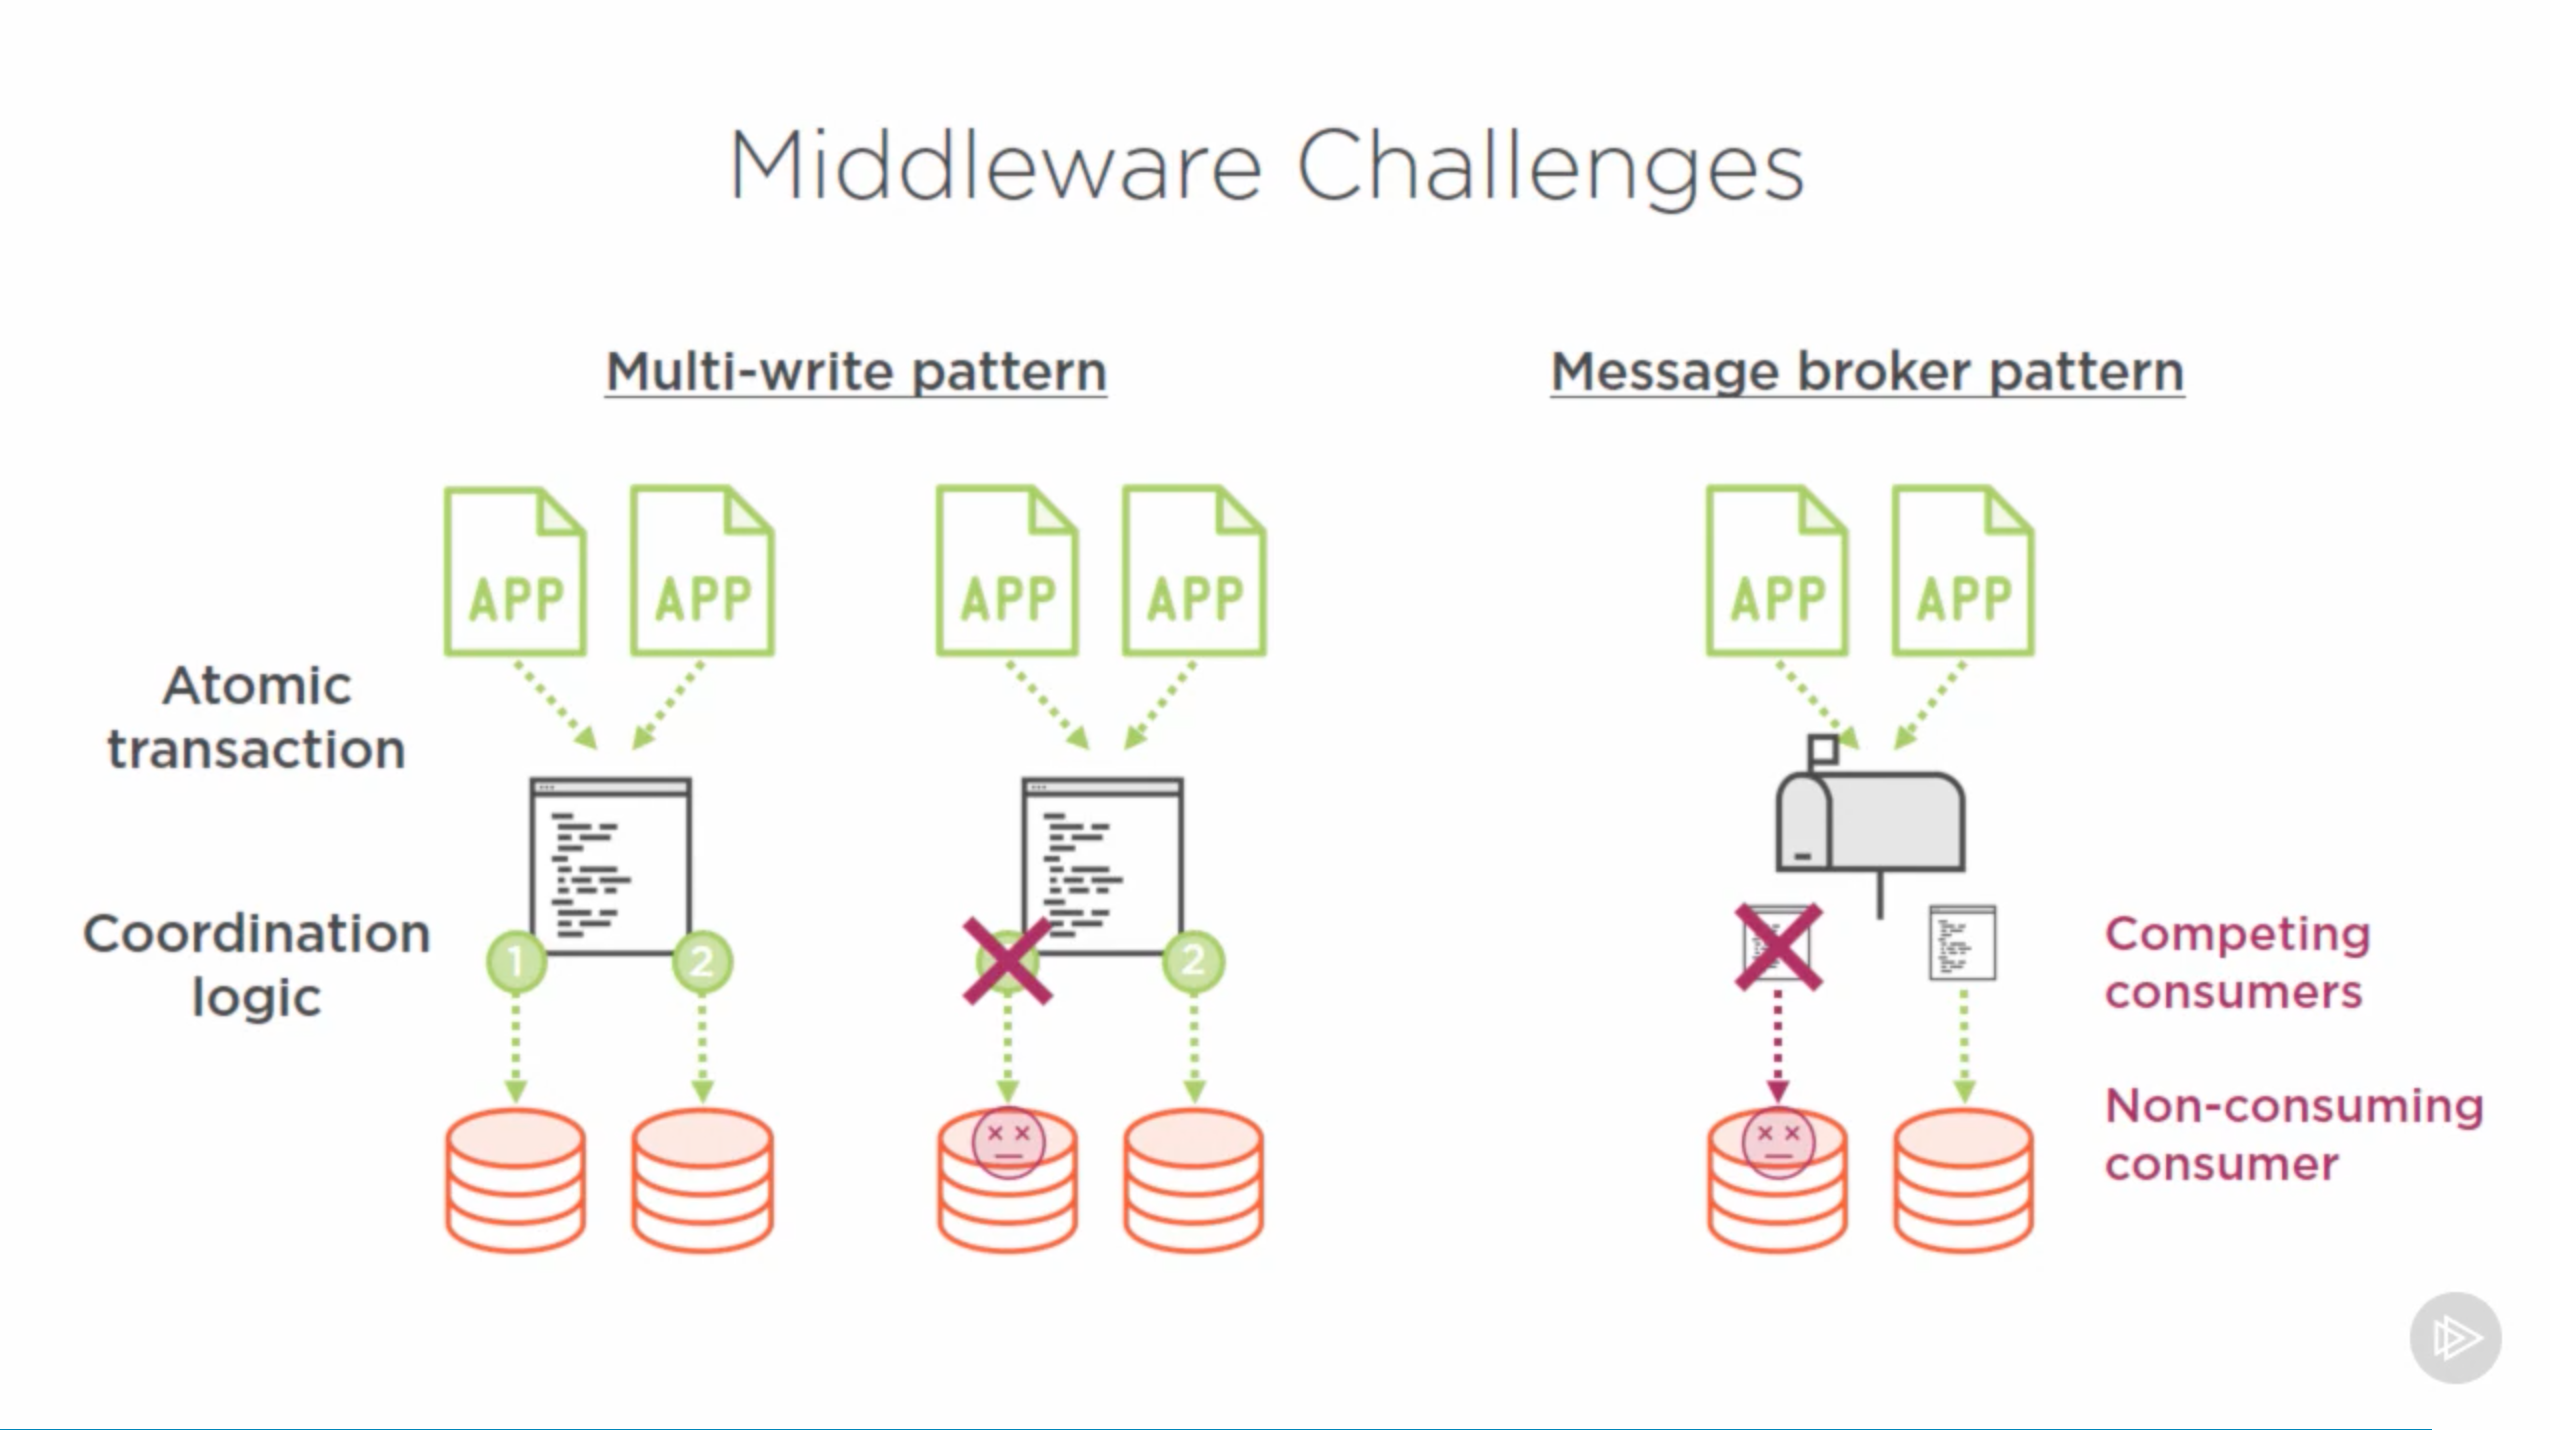 Middleware Challenges
Multi-write pattern
Message broker pattern
APP
APP
APP
APP
APP
APP
Atomic
transaction
Coordination
logic
1
2
2
Competing
consumers
Non-consuming
consumer